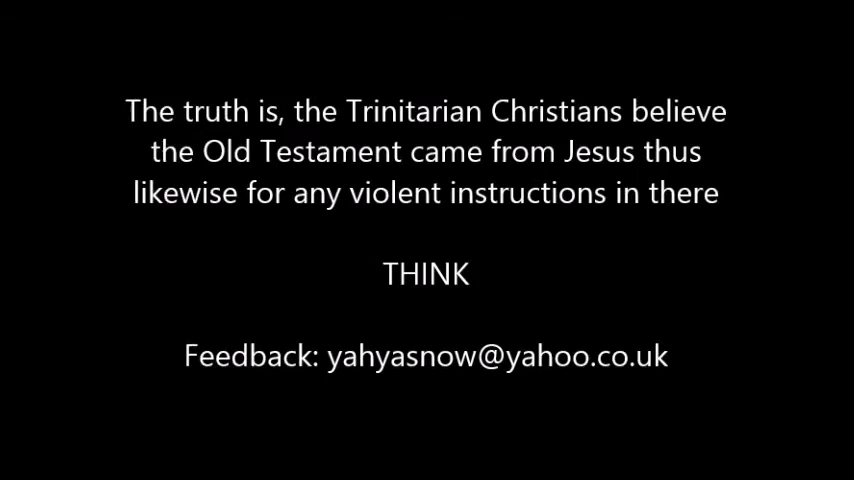 The truth is, the Trinitarian Christians believe
the Old Testament came from Jesus thus
likewise for any violent instructions in there
THINK
Feedback: yahyasnow@yahoo.co.uk